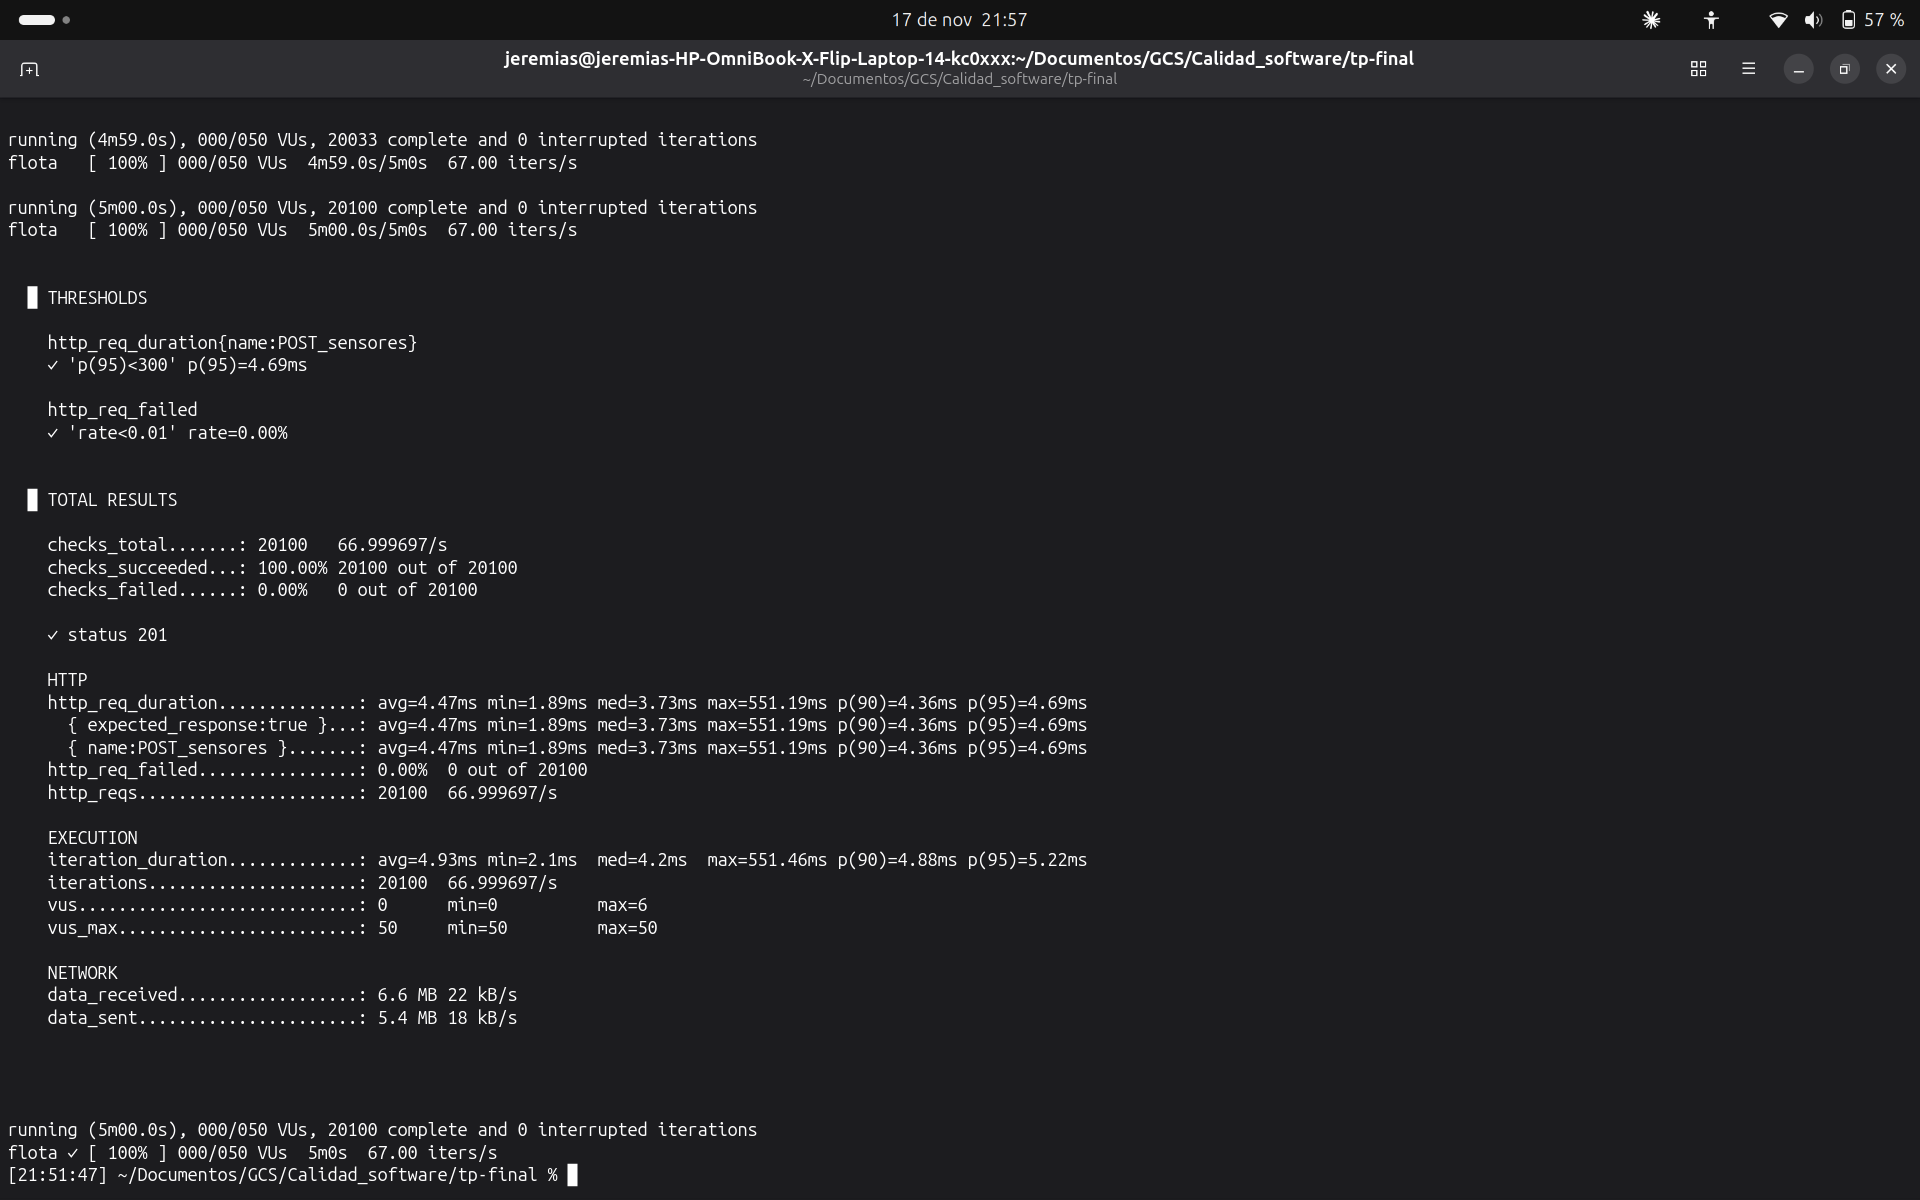 17 de nov  21:57
57 %
jeremias@jeremias-HP-OmniBook-X-Flip-Laptop-14-kc0xxx:~/Documentos/GCS/Calidad_software/tp-final
~/Documentos/GCS/Calidad_software/tp-final
running (4m59.0s), 000/050 VUs, 20033 complete and 0 interrupted iterations
flota   [ 100% ] 000/050 VUs  4m59.0s/5m0s  67.00 iters/s
running (5m00.0s), 000/050 VUs, 20100 complete and 0 interrupted iterations
flota   [ 100% ] 000/050 VUs  5m00.0s/5m0s  67.00 iters/s
█ THRESHOLDS
http_req_duration{name:POST_sensores}
✓ 'p(95)<300' p(95)=4.69ms
http_req_failed
✓ 'rate<0.01' rate=0.00%
█ TOTAL RESULTS
checks_total.......: 20100   66.999697/s
checks_succeeded...: 100.00% 20100 out of 20100
checks_failed......: 0.00%   0 out of 20100
✓ status 201
HTTP
http_req_duration..............: avg=4.47ms min=1.89ms med=3.73ms max=551.19ms p(90)=4.36ms p(95)=4.69ms
{ expected_response:true }...: avg=4.47ms min=1.89ms med=3.73ms max=551.19ms p(90)=4.36ms p(95)=4.69ms
{ name:POST_sensores }.......: avg=4.47ms min=1.89ms med=3.73ms max=551.19ms p(90)=4.36ms p(95)=4.69ms
http_req_failed................: 0.00%  0 out of 20100
http_reqs......................: 20100  66.999697/s
EXECUTION
iteration_duration.............: avg=4.93ms min=2.1ms  med=4.2ms  max=551.46ms p(90)=4.88ms p(95)=5.22ms
iterations.....................: 20100  66.999697/s
vus............................: 0      min=0          max=6
vus_max........................: 50     min=50         max=50
NETWORK
data_received..................: 6.6 MB 22 kB/s
data_sent......................: 5.4 MB 18 kB/s
running (5m00.0s), 000/050 VUs, 20100 complete and 0 interrupted iterations
flota ✓ [ 100% ] 000/050 VUs  5m0s  67.00 iters/s
[21:51:47] ~/Documentos/GCS/Calidad_software/tp-final %